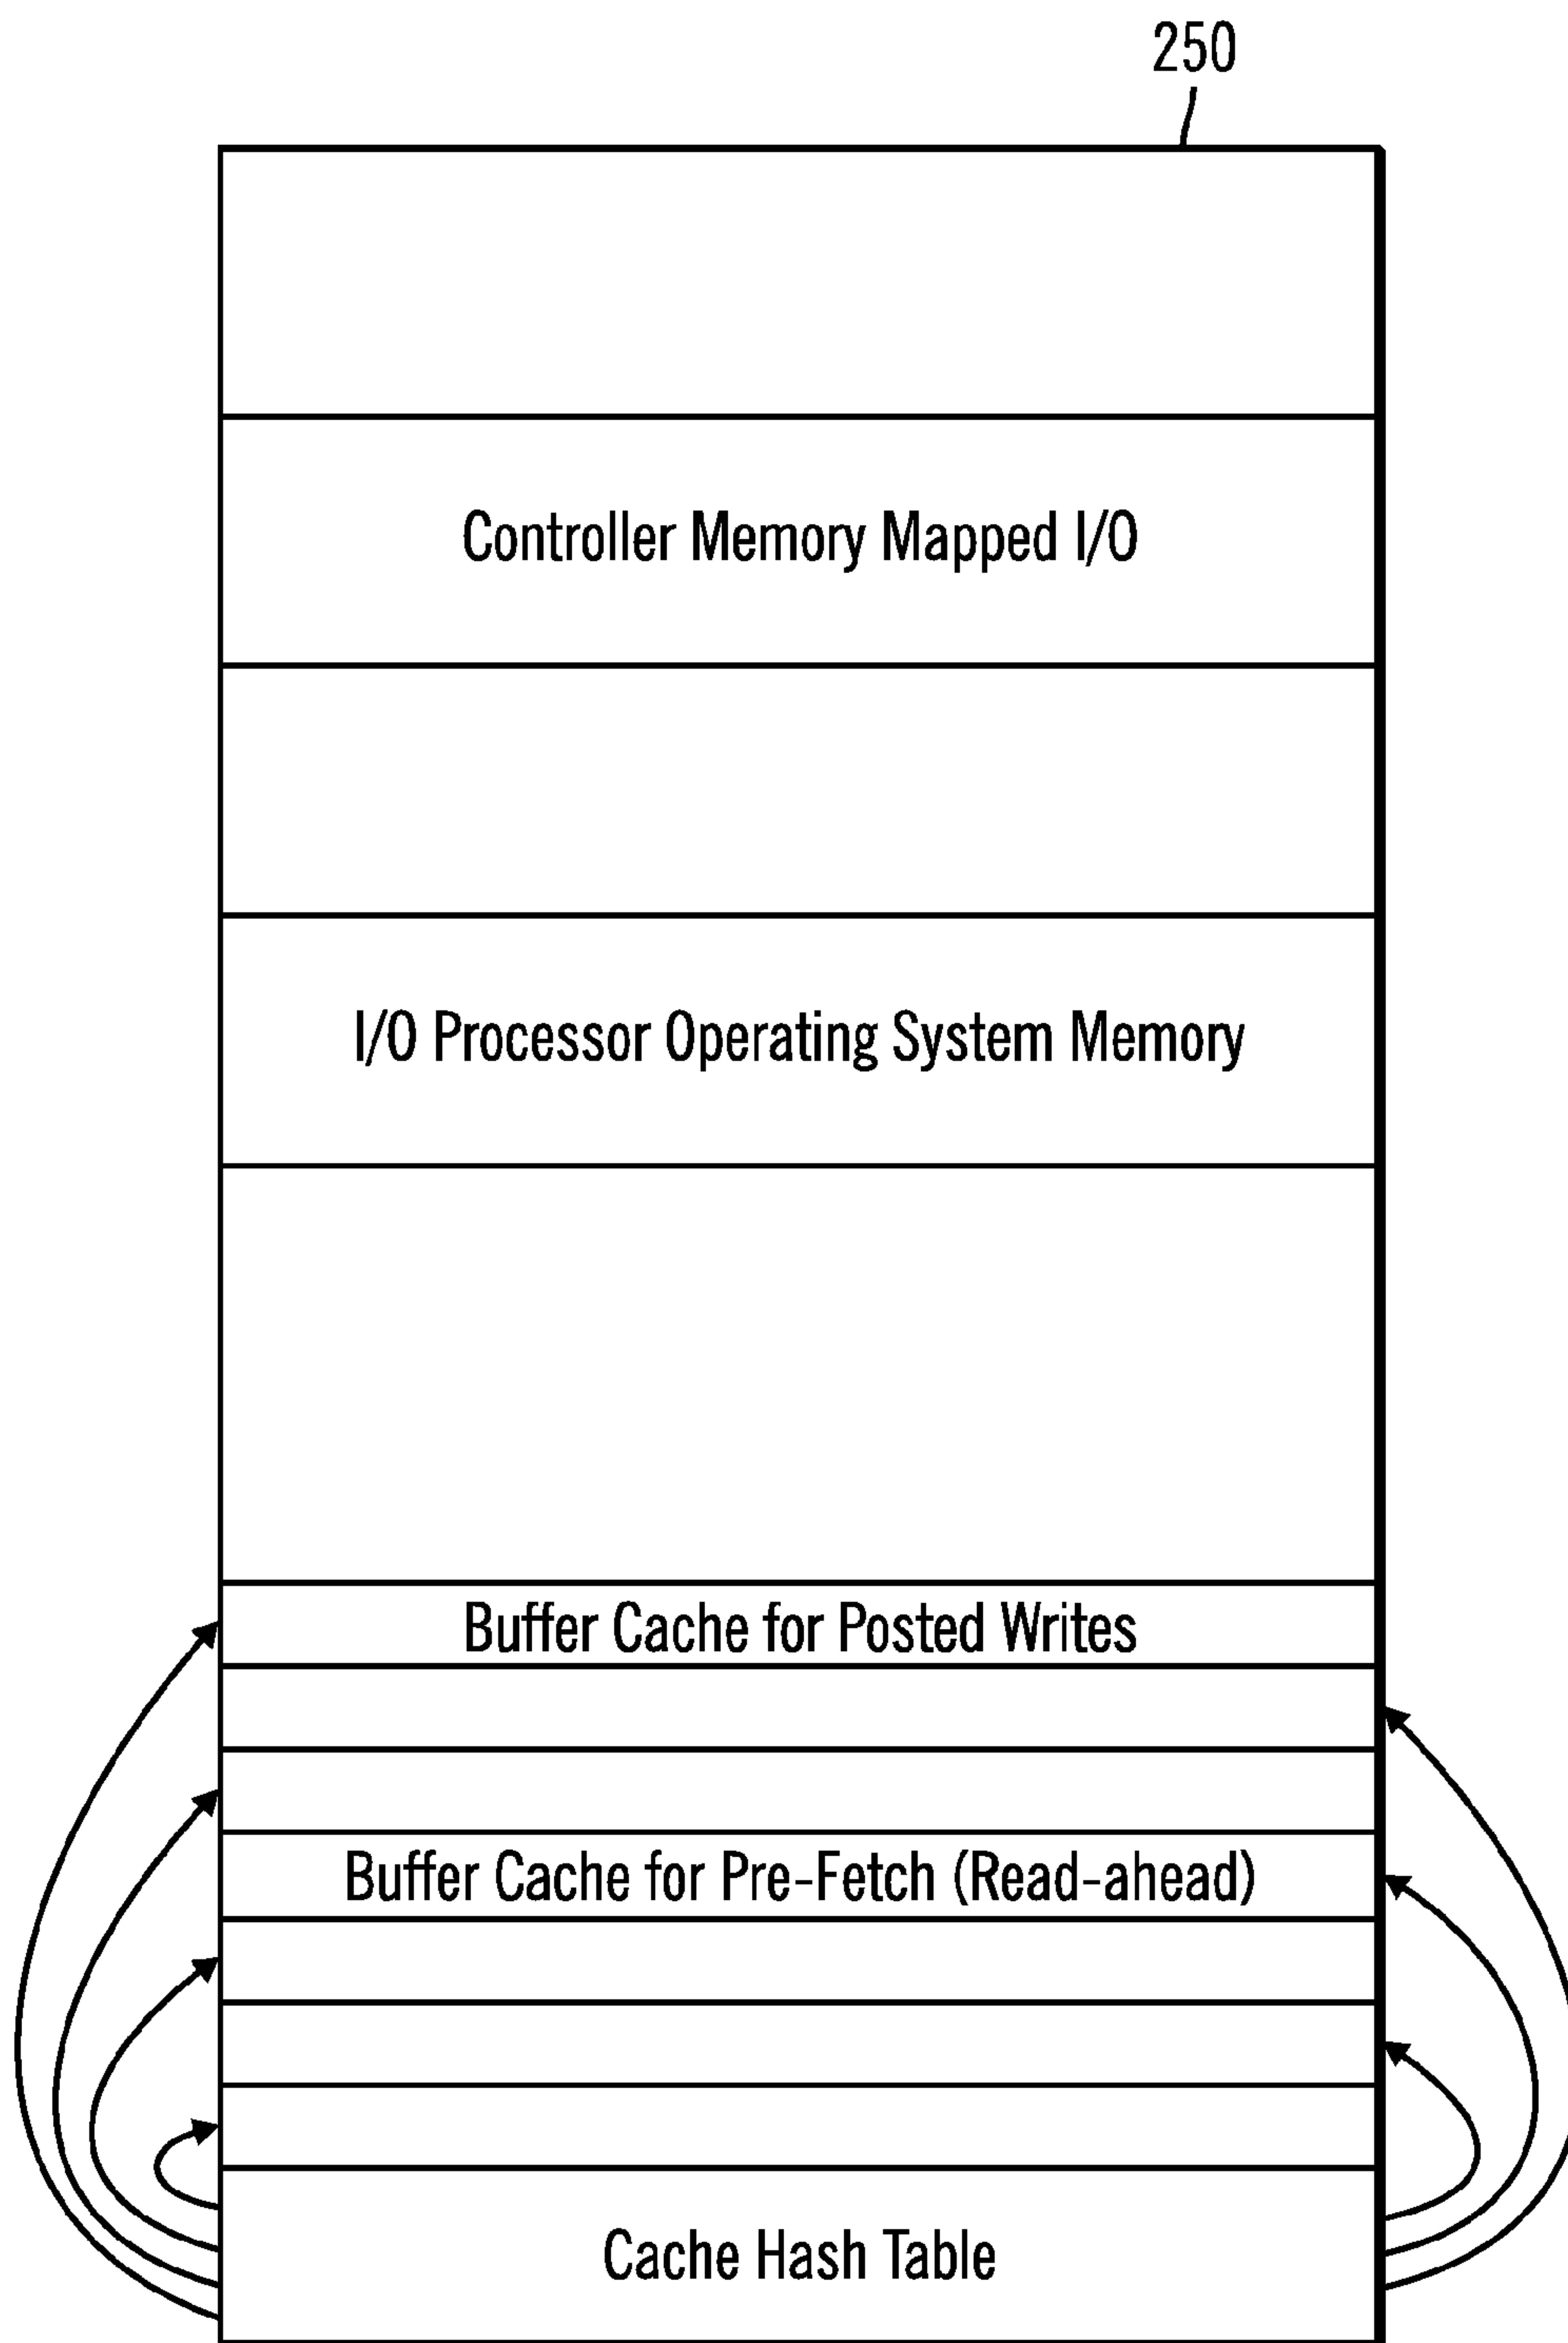 250
Controller Memory Mapped I/O
I/O Processor Operating System Memory
Buffer Cache for Posted Writes
Buffer Cache for Pre-Fetch (Read-ahead)
Cache Hash Table